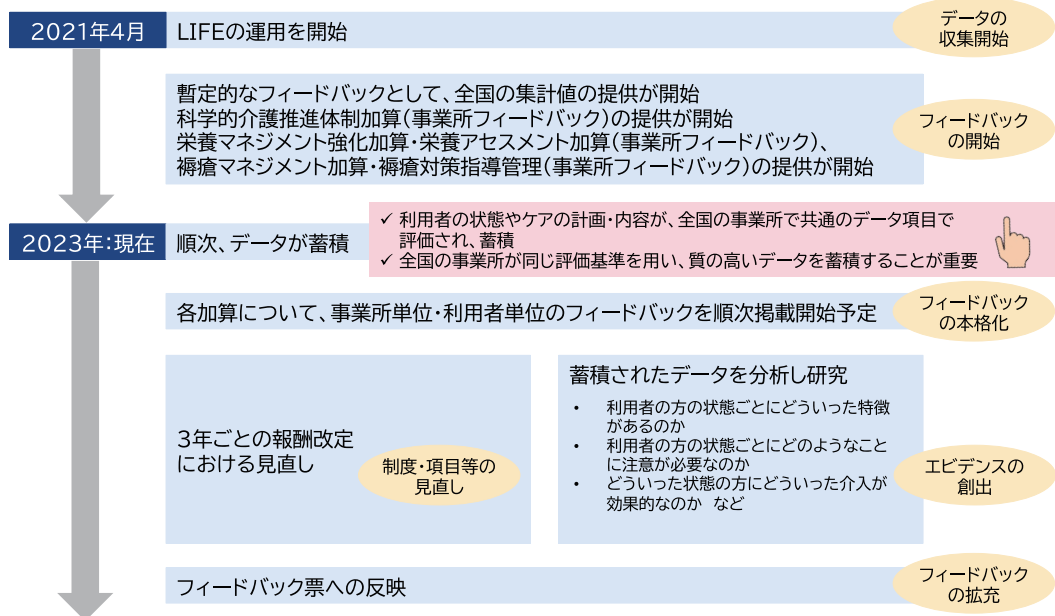 2021年4月
LIFEの運用を開始
データの
収集開始
暫定的なフィードバックとして、全国の集計値の提供が開始
科学的介護推進体制加算(事業所フィードバック)の提供が開始
栄養マネジメント強化加算・栄養アセスメント加算(事業所フィードバック)、
褥瘡マネジメント加算・褥瘡対策指導管理(事業所フィードバック)の提供が開始
フィードバック
の開始
2023年:現在
順次、データが蓄積
✓ 利用者の状態やケアの計画・内容が、全国の事業所で共通のデータ項目で
評価され、蓄積
✓ 全国の事業所が同じ評価基準を用い、質の高いデータを蓄積することが重要
各加算について、事業所単位・利用者単位のフィードバックを順次掲載開始予定
フィードバック
の本格化
3年ごとの報酬改定
における見直し
制度・項目等の
見直し
蓄積されたデータを分析し研究
• 利用者の方の状態ごとにどういった特徴
があるのか
• 利用者の方の状態ごとにどのようなこと
に注意が必要なのか
• どういった状態の方にどういった介入が
効果的なのか など
エビデンスの
創出
フィードバック票への反映
フィードバック
の拡充